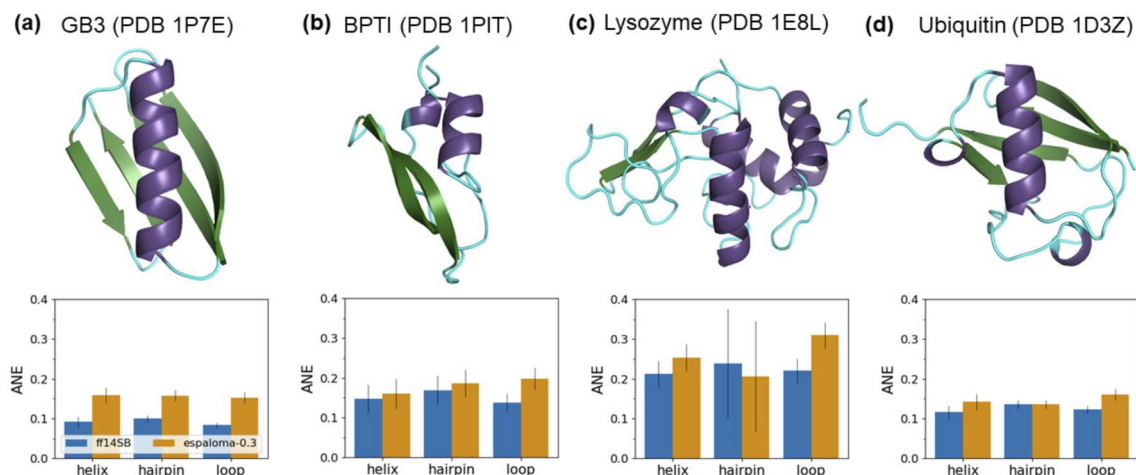 (a) GB3 (PDB 1P7E)
(b) BPTI (PDB 1PIT)
(c) Lysozyme (PDB 1E8L)
(d) Ubiquitin (PDB 1D3Z)
0.4
0.3
0.2
0.1
0.0
ANE
ff14SB
espaloma-0.3
helix hairpin loop
0.4
0.3
0.2
0.1
0.0
ANE
helix hairpin loop
0.4
0.3
0.2
0.1
0.0
ANE
helix hairpin loop
0.4
0.3
0.2
0.1
0.0
ANE
helix hairpin loop